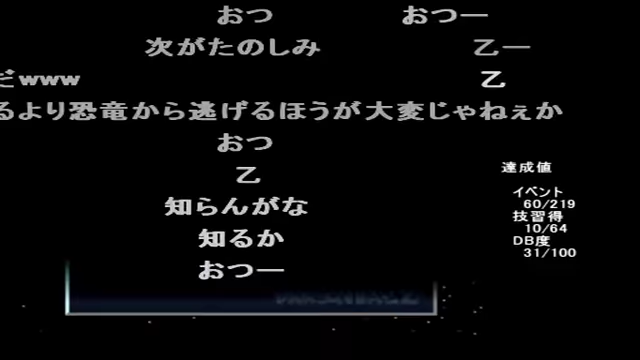 おつ おつー
次がたのしみ 乙ー
だwww 乙
るより恐竜から逃げるほうが大変じゃねぇか
おつ
乙
知らんがな
知るか
おつー
達成値
イベント
60/219
技習得
10/64
DB度
31/100